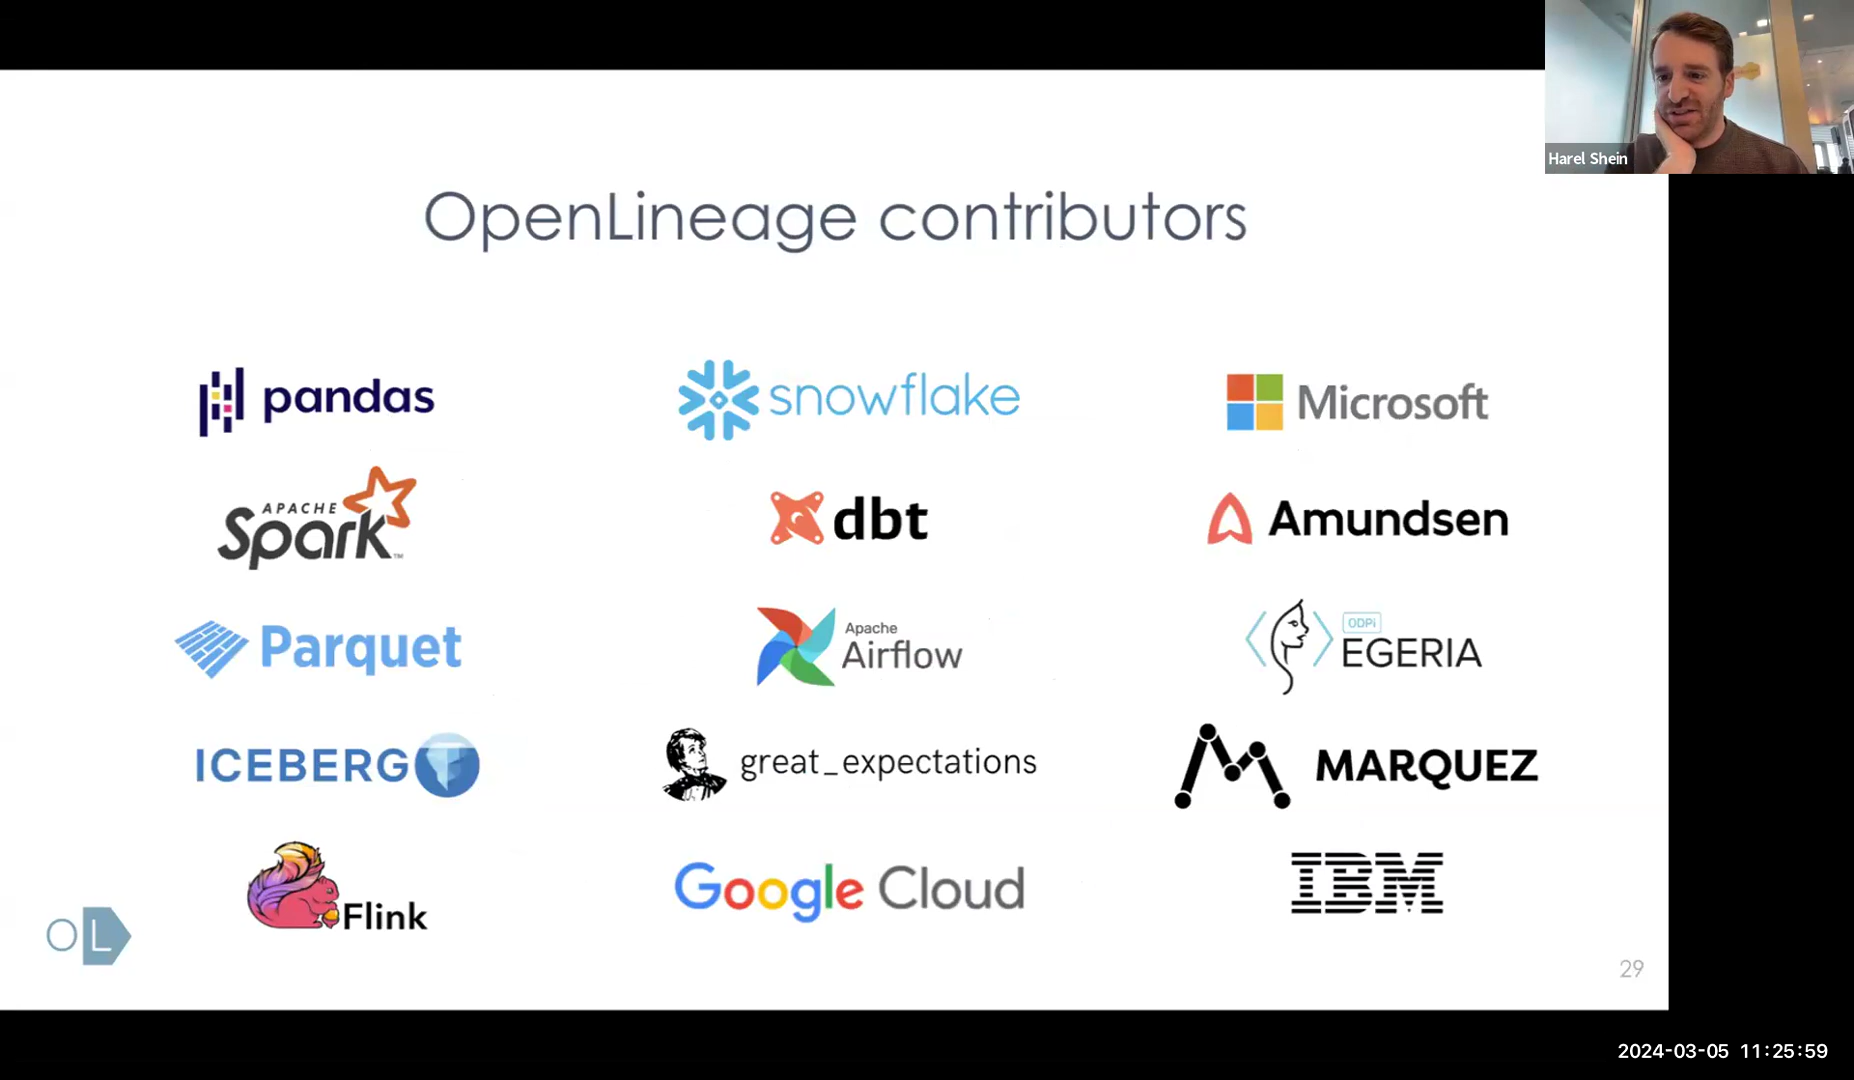 Harel Shein
OpenLineage contributors
pandas
snowflake
Microsoft
APACHE
Spark™
dbt
Amundsen
Parquet
Apache
Airflow
ODPi
EGERIA
ICEBERG
great_expectations
MARQUEZ
Flink
Google Cloud
IBM
OL
29
2024-03-05 11:25:59